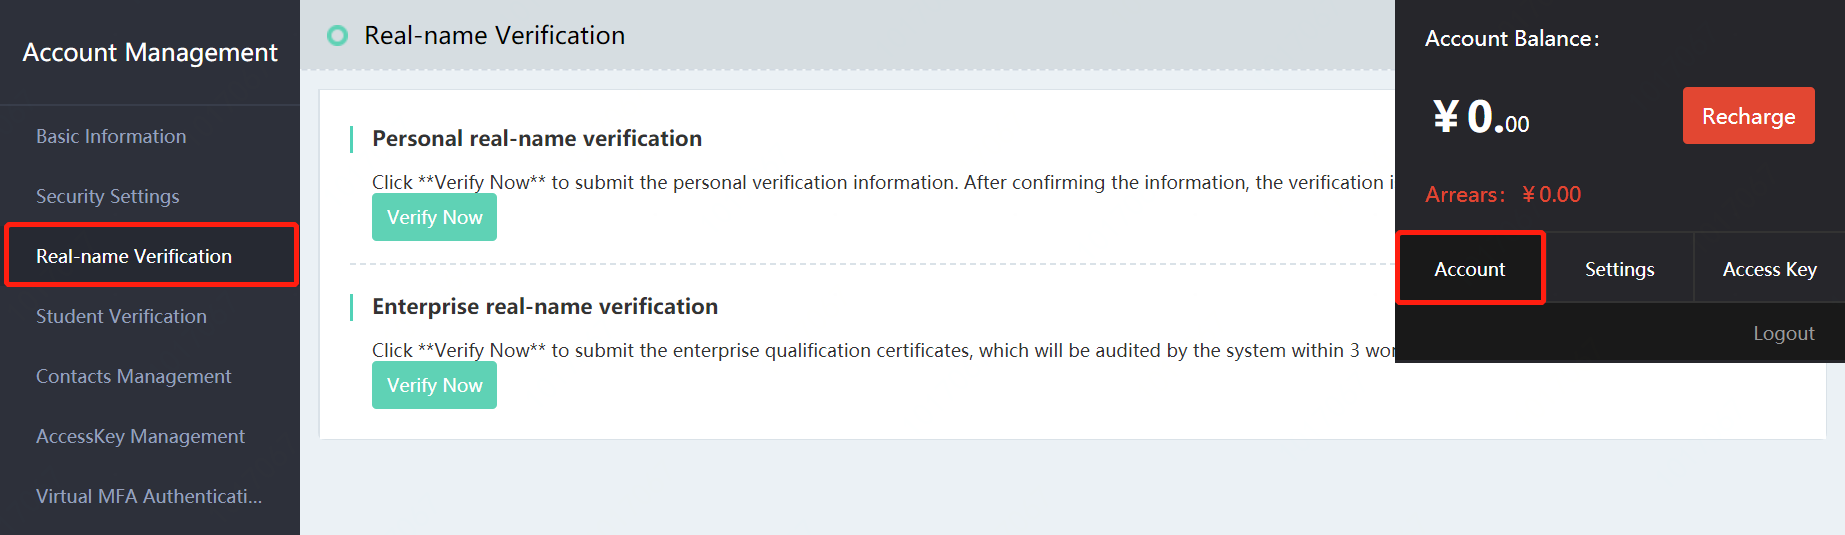 Account Management
Basic Information
Security Settings
Real-name Verification
Student Verification
Contacts Management
AccessKey Management
Virtual MFA Authenticati...
Real-name Verification
Personal real-name verification
Click **Verify Now** to submit the personal verification information. After confirming the information, the verification
Verify Now
Enterprise real-name verification
Click **Verify Now** to submit the enterprise qualification certificates, which will be audited by the system within 3
Verify Now
Account Balance:
¥ 0.00
Recharge
Arrears: ¥ 0.00
Account
Settings
Access Key
Logout